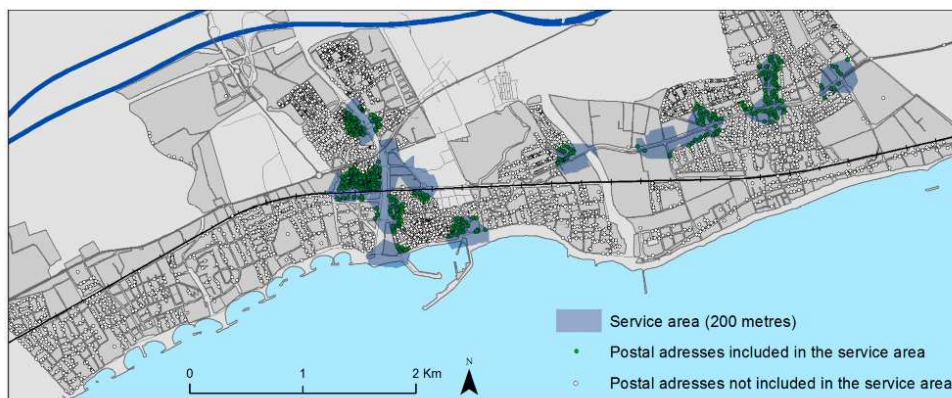 Service area (200 metres)
Postal adresses included in the service area
Postal adresses not included in the service area
0 1 2 Km
N